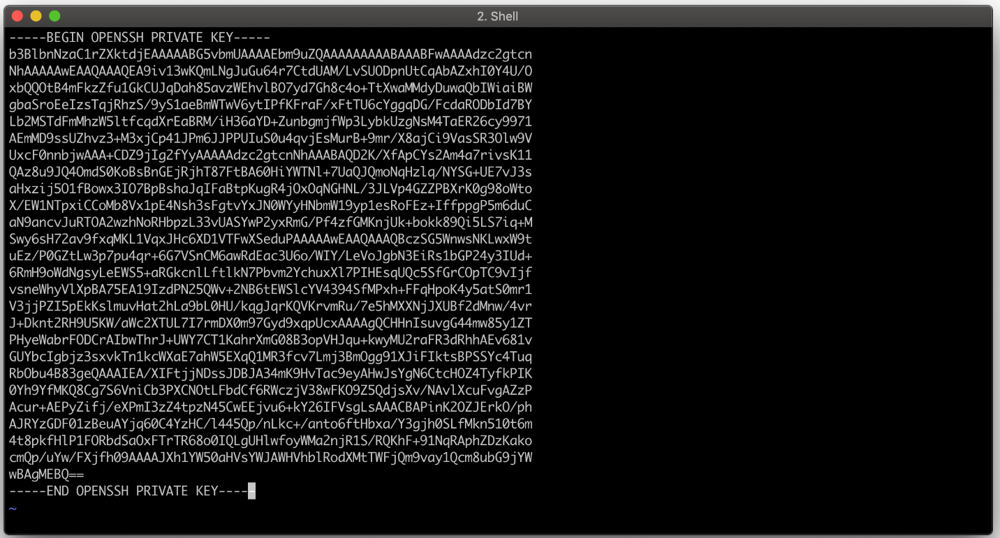 2. Shell
-----BEGIN OPENSSH PRIVATE KEY-----
b3BlbnNzaC1rZXktdjEAAAAABG5vbmUAAAAEbm9uZQAAAAAAAAABAAABFwAAAAdzc2gtcn
NhAAAAAwEAAQAAAQEA9iv13wKQmLNgJuGu64r7CtdUAM/LvSUODpnUtCqAbAZxhI0Y4U/O
xbQQOtB4mFkzZfu1GkCUJqDah85avzWEhvlBO7yd7Gh8c4o+TtXwaMMdyDuwaQbIWiaiBW
gbaSroEeIzsTqjRhzS/9yS1aeBmWTwV6ytIPfKFraF/xFtTU6cYggqDG/FcdaRODbId7BY
Lb2MSTdFmMhzW5ltfcqdXrEaBRM/iH36aYD+ZunbgmjfWp3LybkUzgNsM4TaER26cy9971
AEmMD9ssUZhvz3+M3xjCp41JPm6JJPPUIuS0u4qvjEsMurB+9mr/X8ajCi9VasSR3Olw9V
UxcF0nnbjwAAA+CDZ9jIg2fYyAAAAAdzc2gtcnNhAAABAQD2K/XfApCYs2Am4a7rivsK11
QAz8u9JQ4OmdS0KoBsBnGEjRjhT87FtBA60HiYWTNl+7UaQJQmoNqHzlq/NYSG+UE7vJ3s
aHxzij5O1fBowx3IO7BpBshaJqIFaBtpKugR4jOxOqNGHNL/3JLVp4GZZPBXrK0g98oWto
X/EW1NTpxiCCoMb8Vx1pE4Nsh3sFgtvYxJN0WYyHNbmW19yp1esRoFEz+IffppgP5m6duC
aN9ancvJuRTOA2wzhNoRHbpzL33vUASYwP2yxRmG/Pf4zfGMKnjUk+bokk89Qi5LS7iq+M
Swy6sH72av9fxqMKL1VqxJHc6XD1VTFwXSeduPAAAAAwEAAQAAAQBczSG5WnwsNKLwxW9t
uEz/P0GZtLw3p7pu4qr+6G7VSnCM6awRdEac3U6o/WIY/LeVoJgbN3EiRs1bGP24y3IUd+
6RmH9oWdNgsyLeEWS5+aRGkcnlLftlkN7Pbvm2YchuxXl7PIHEsqUQc5SfGrCOpTC9vIjf
vsneWhyVlXpBA75EA19IzdPN25QWv+2NB6tEWSlcYV4394SfMPxh+FFqHpoK4y5atS0mr1
V3jjPZI5pEkKslmuvHat2hLa9bL0HU/kqgJqrKQVKrvmRu/7e5hMXXNjJXUBf2dMnw/4vr
J+Dknt2RH9U5KW/aWc2XTUL7I7rmDX0m97Gyd9xqpUcxAAAAgQCHHnIsuvgG44mw85y1ZT
PHyeWabrFODCrAIbwThrJ+UWY7CT1KahrXmG08B3opVHJqu+kwyMU2raFR3dRhhAEv681v
GUYbcIgbjz3sxvkTn1kcWXaE7ahW5EXqQ1MR3fcv7Lmj3BmOgg91XJiFIktsBPSSYc4Tuq
RbObu4B83geQAAAIEA/XIFtjjNDssJDBJA34mK9HvTac9eyAHwJsYgN6CtcHOZ4TyfkPIK
0Yh9YfMKQ8Cg7S6VniCb3PXCNOtLFbdCf6RWczjV38wFKO9Z5QdjsXv/NAvlXcuFvgAZzP
Acur+AEPyZifj/eXPmI3zZ4tpzN45CwEEjvu6+kY26IFVsgLsAAACBAPinK2OZJErkO/ph
AJRYzGDF01zBeuAYjq60C4YzHC/l445Qp/nLkc+/anto6ftHbxa/Y3gjh0SLfMkn510t6m
4t8pkfHlP1FORbdSaOxFTrTR68o0IQLgUHlwfoyWMa2njR1S/RQKhF+91NqRAphZDzKako
cmQp/uYw/FXjfh09AAAAJXh1YW50aHVsYWJAWHVhblRodXMtTWFjQm9vay1Qcm8ubG9jYW
wBAgMEBQ==
-----END OPENSSH PRIVATE KEY-----
~